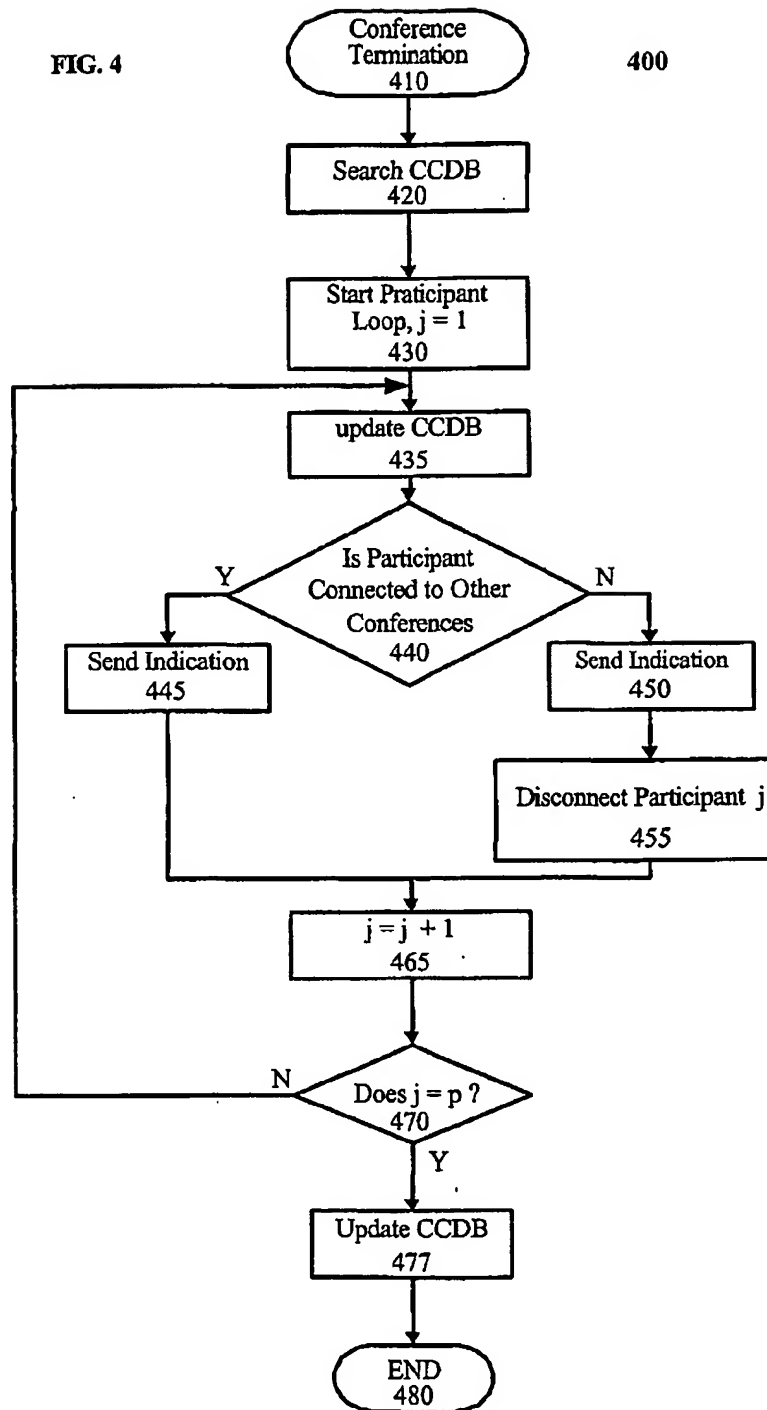 FIG. 4
400
Conference
Termination
410
Search CCDB
420
Start Praticipant
Loop, j = 1
430
update CCDB
435
Is Participant
Connected to Other
Conferences
440
Y
N
Send Indication
445
Send Indication
450
Disconnect Participant j
455
j = j + 1
465
Does j = p ?
470
N
Y
Update CCDB
477
END
480